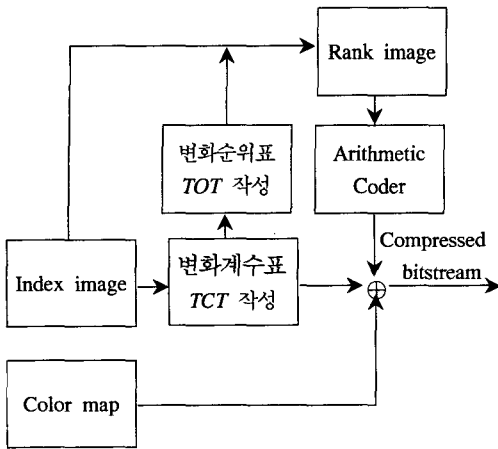 Rank image
변화순위표
TOT 작성
Arithmetic
Coder
Index image
변화계수표
TCT 작성
Compressed
bitstream
Color map